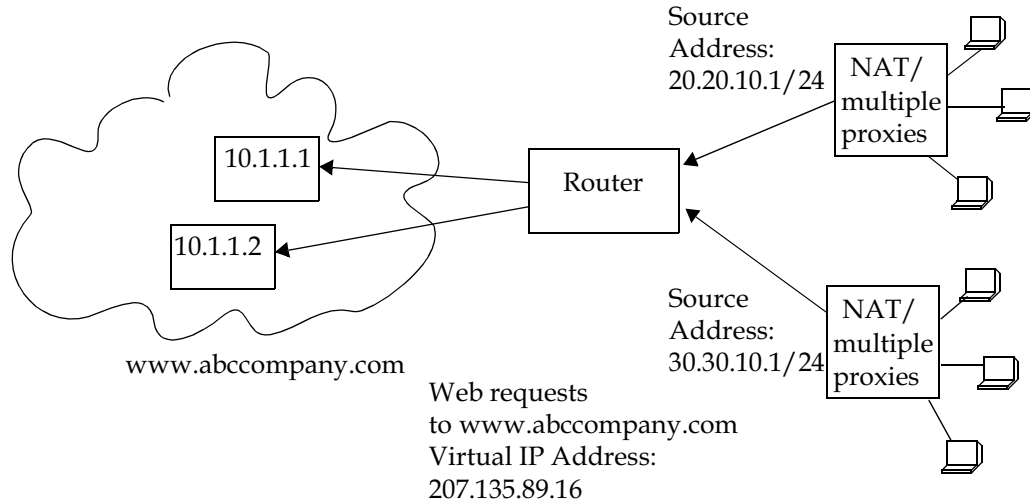 Source
Address:
20.20.10.1/24
NAT/
multiple
proxies
10.1.1.1
Router
10.1.1.2
www.abccompany.com
Source
Address:
30.30.10.1/24
NAT/
multiple
proxies
Web requests
to www.abccompany.com
Virtual IP Address:
207.135.89.16